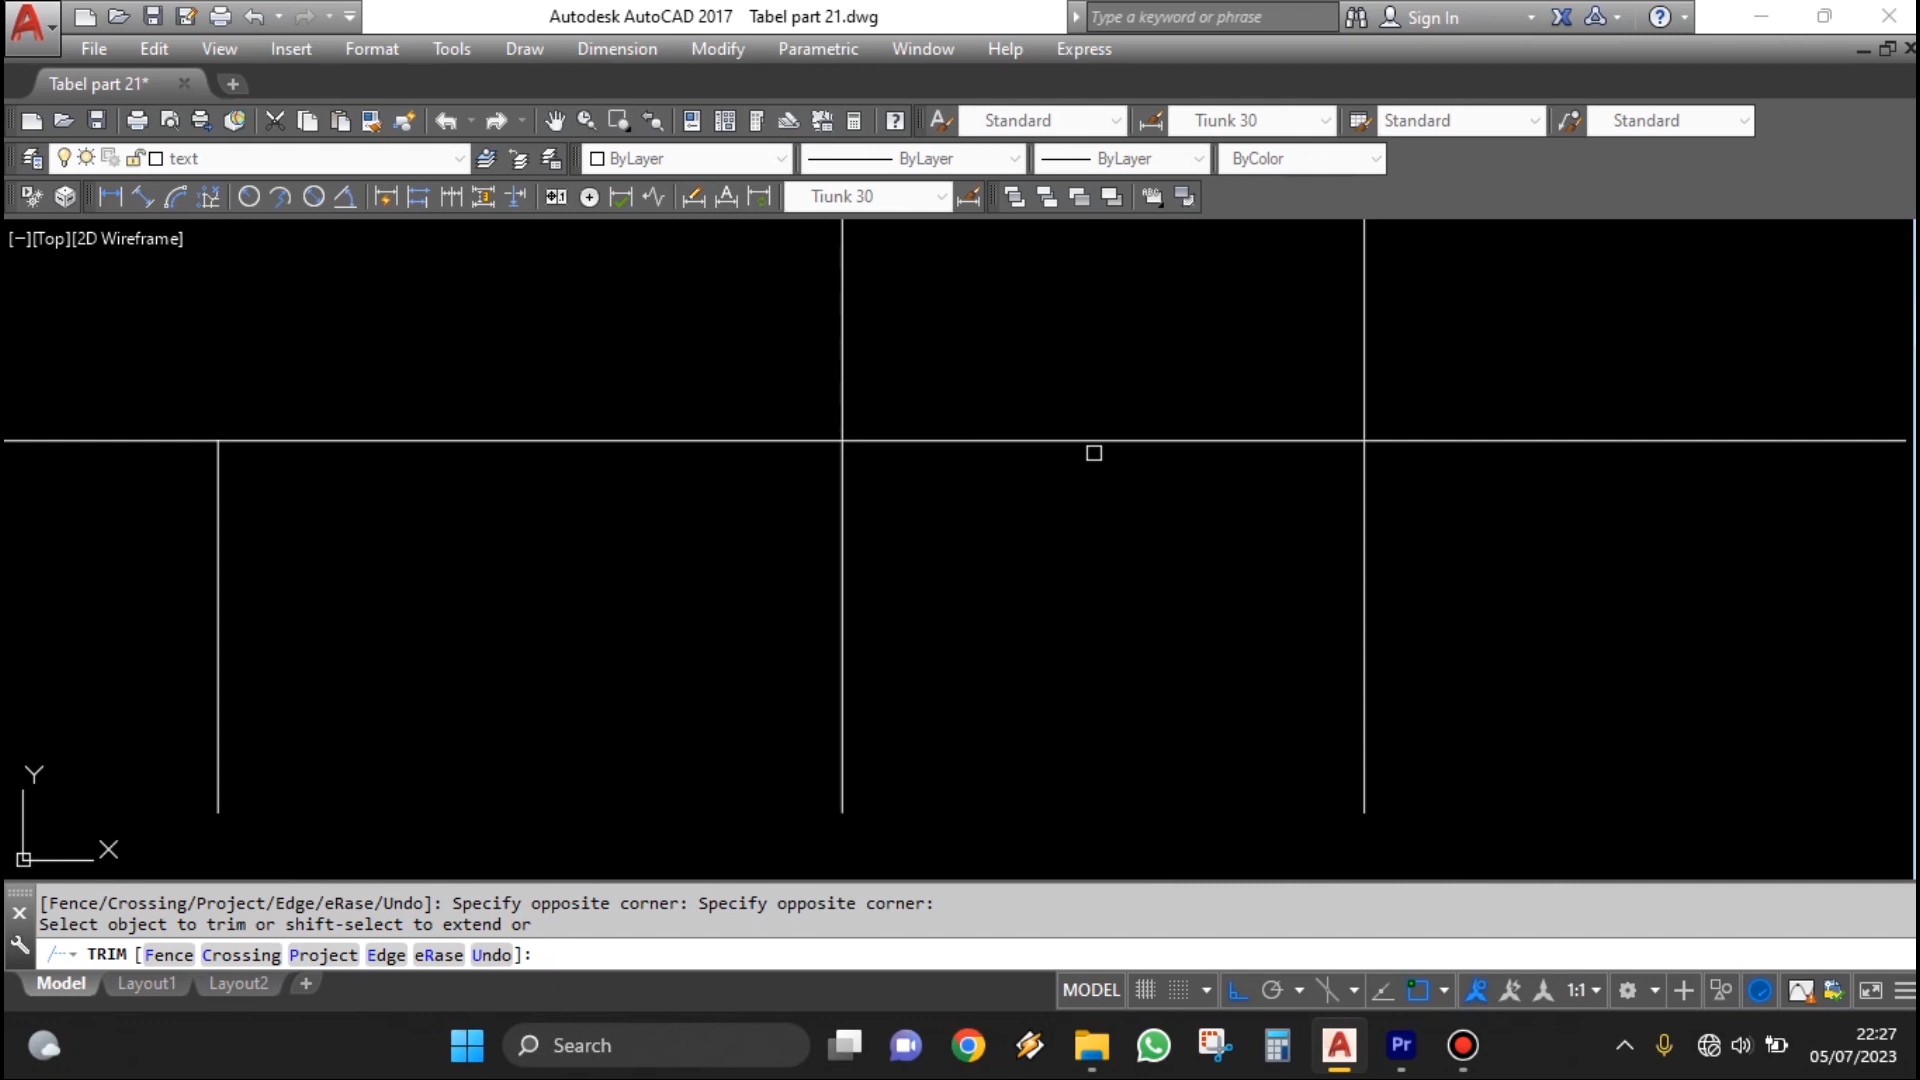 Autodesk AutoCAD 2017 Tabel part 21.dwg
Type a keyword or phrase
Sign In
File Edit View Insert Format Tools Draw Dimension Modify Parametric Window Help Express
Tabel part 21*
Standard Tiunk 30 Standard Standard
text ByLayer ByLayer ByLayer ByColor
Tiunk 30
[−][Top][2D Wireframe]
Y
X
[Fence/Crossing/Project/Edge/eRase/Undo]: Specify opposite corner: Specify opposite corner:
Select object to trim or shift-select to extend or
TRIM [Fence Crossing Project Edge eRase Undo]:
Model Layout1 Layout2 +
MODEL 1:1
Search
Pr
22:27
05/07/2023